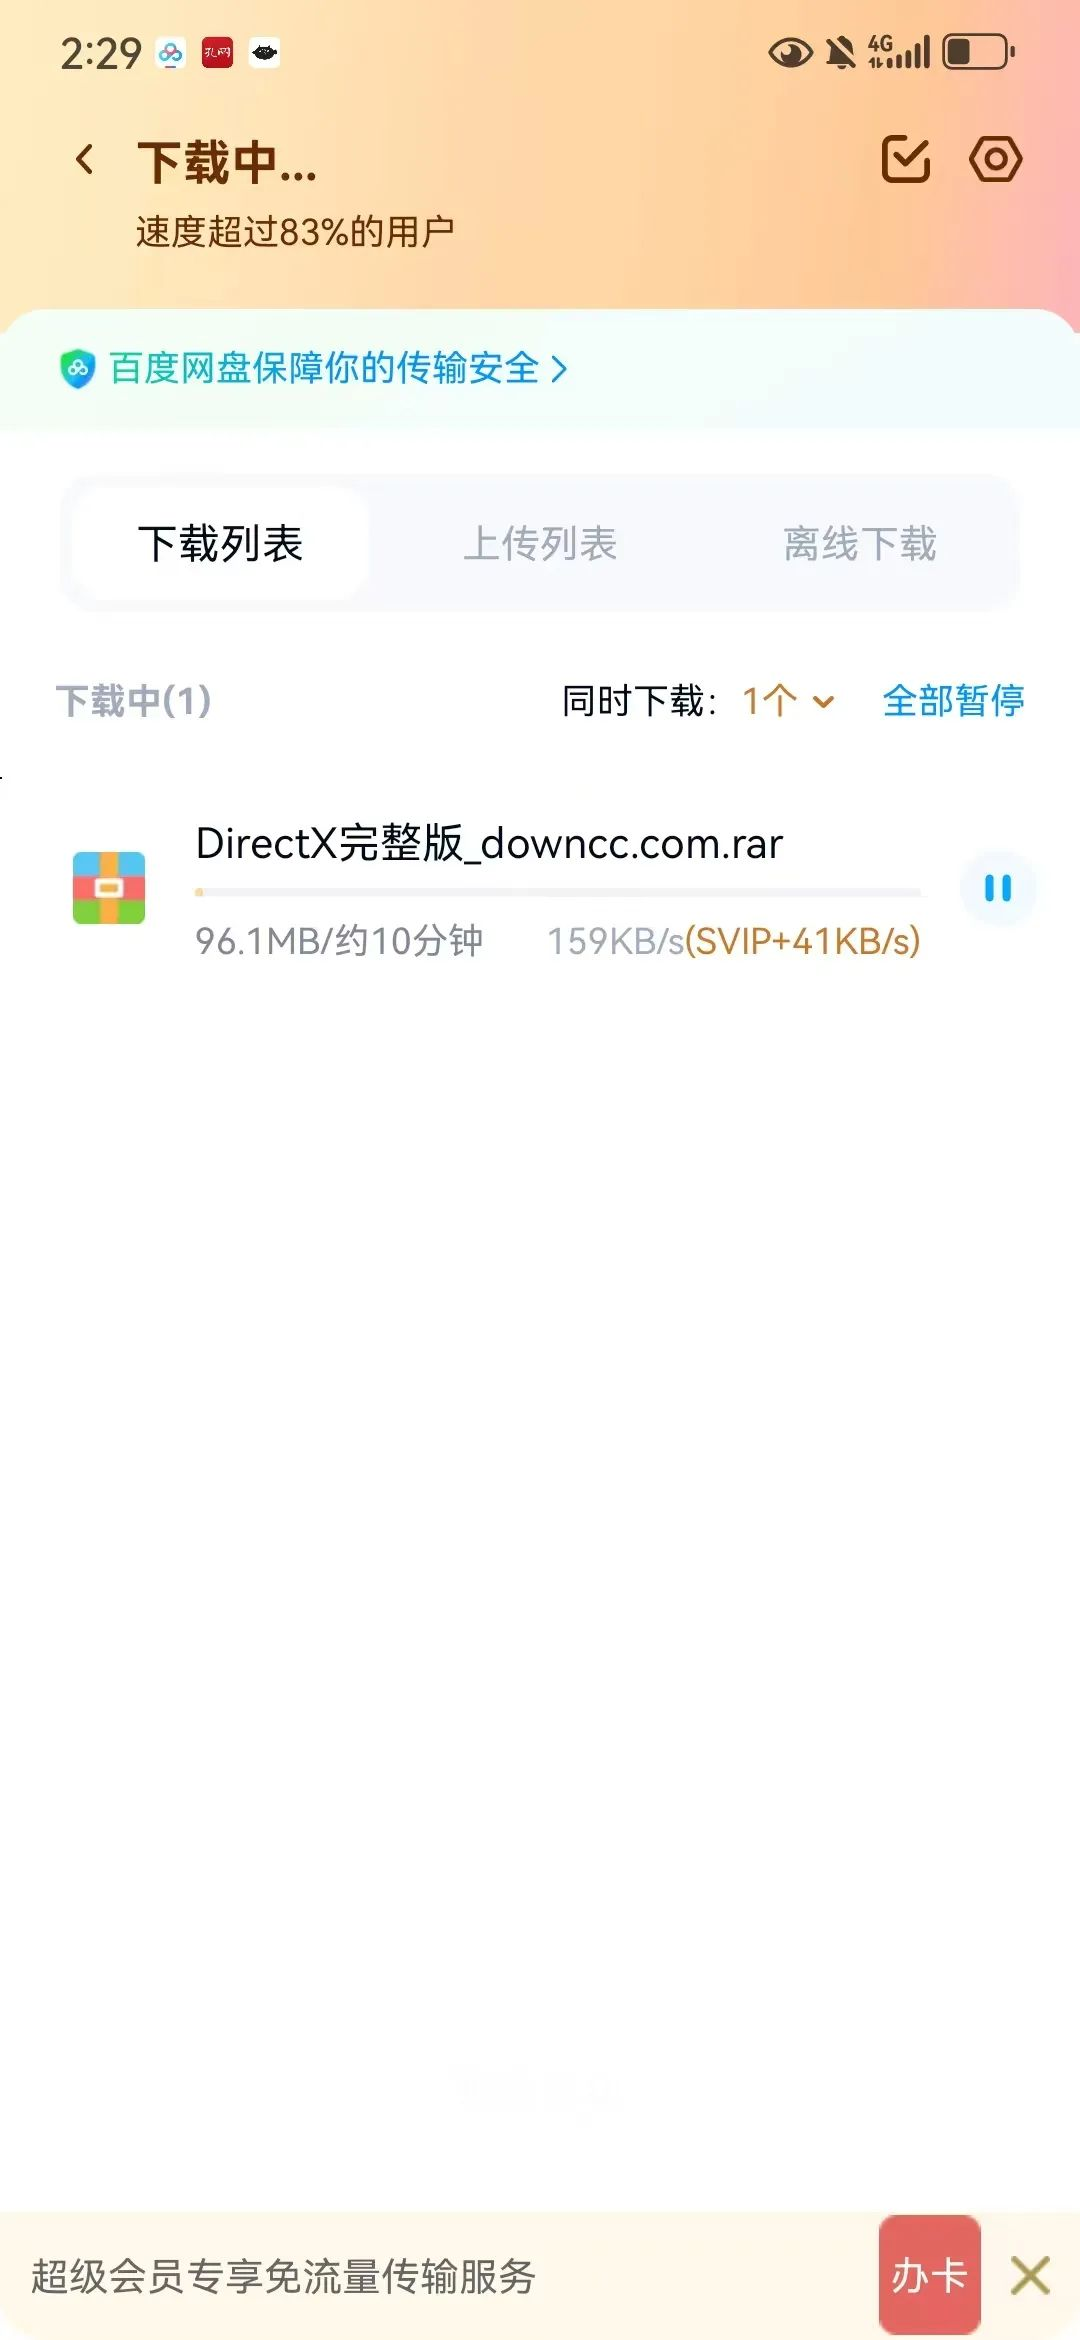 2:29 孔网 4G
下载中...
速度超过83%的用户
百度网盘保障你的传输安全
下载列表 上传列表 离线下载
下载中(1) 同时下载: 1个 全部暂停
DirectX完整版_downcc.com.rar
96.1MB/约10分钟 159KB/s(SVIP+41KB/s)
超级会员专享免流量传输服务 办卡